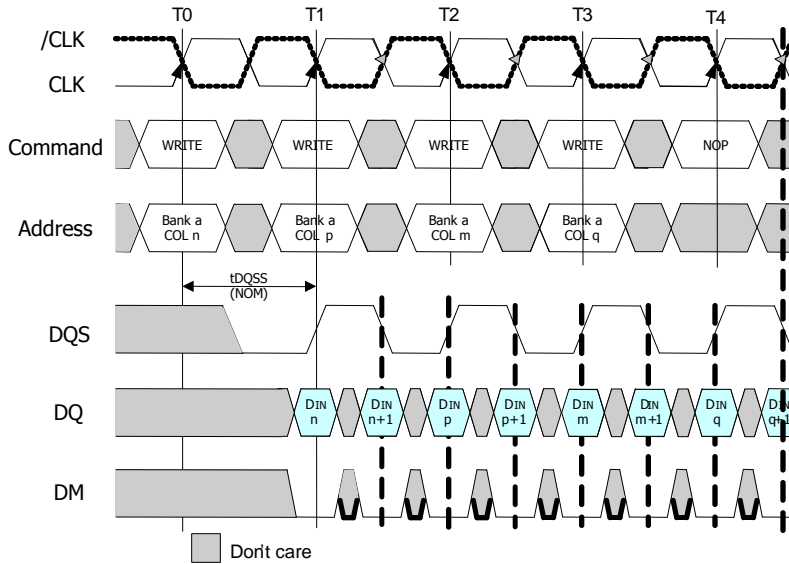 T0 T1 T2 T3 T4
/CLK
CLK
Command WRITE WRITE WRITE WRITE NOP
Address
Bank a Bank a Bank a Bank a
COL n COL p COL m COL q
tDQSS
(NOM)
DQS
DQ
DIN DIN DIN DIN DIN DIN DIN DIN
n n+1 p p+1 m m+1 q q+1
DM
Don't care